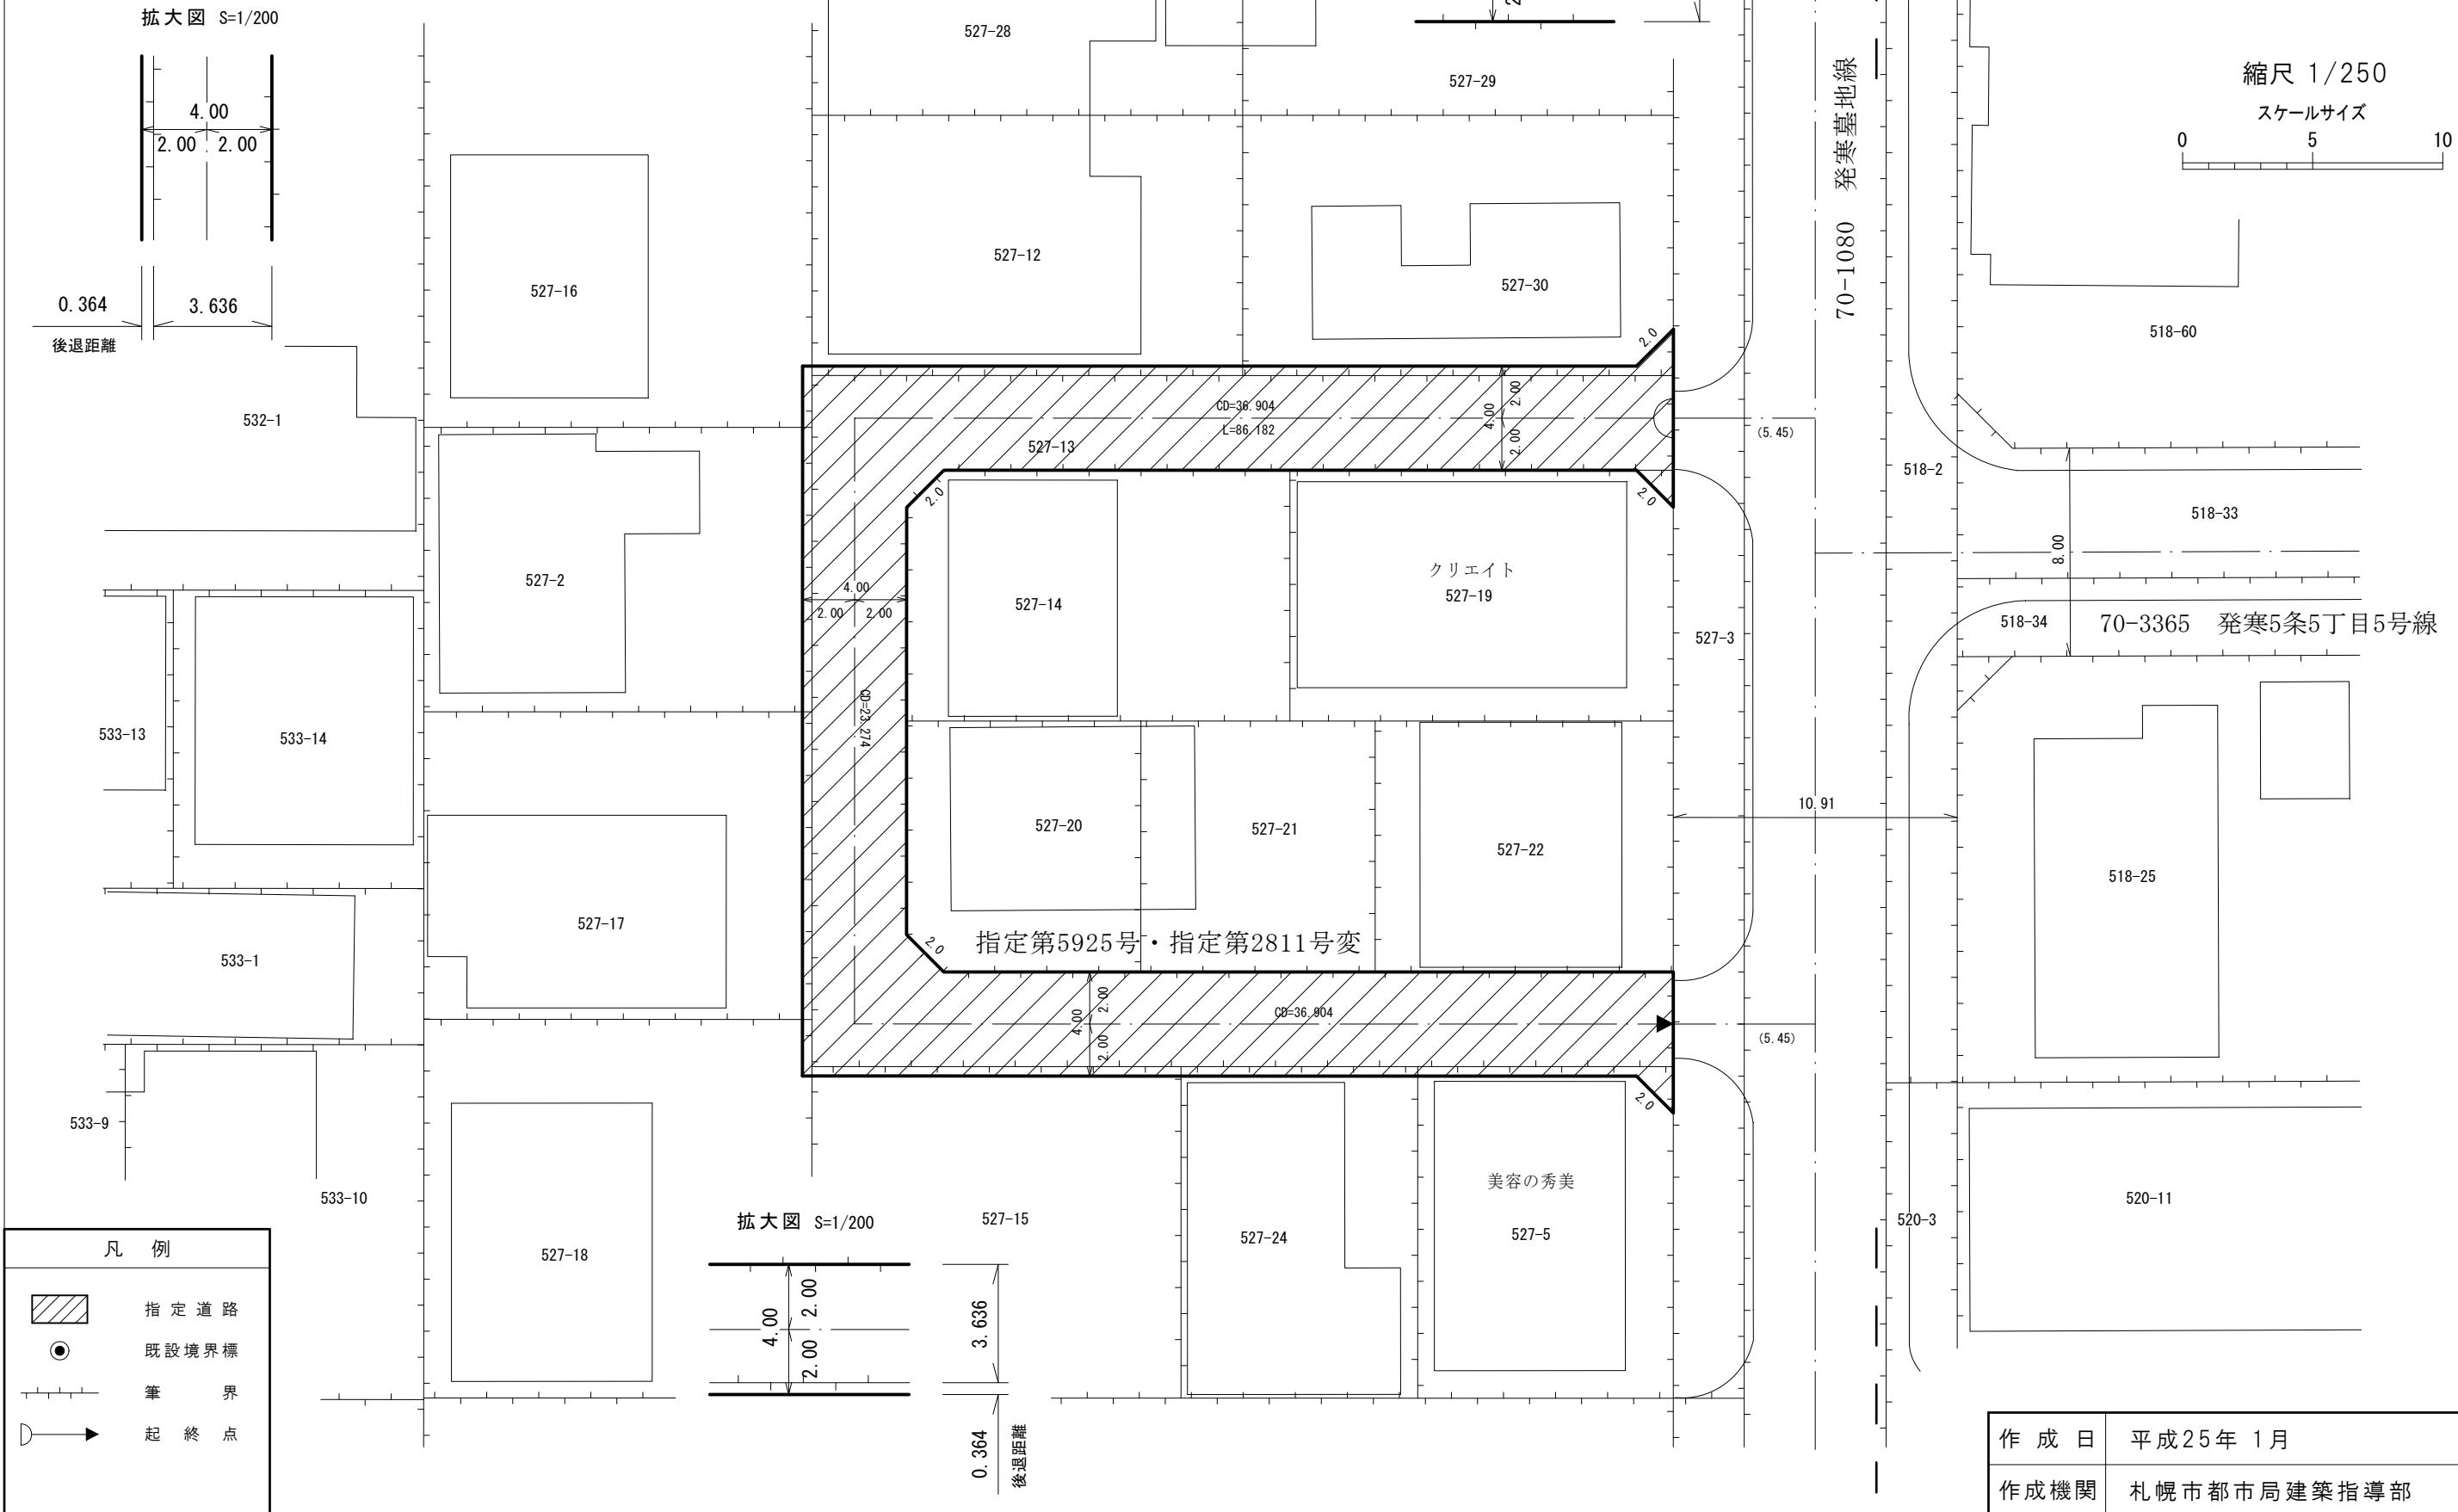 拡大図 S=1/200
4.00
2.00 2.00
0.364 3.636
後退距離
527-28
527-29
70-1080 発寒墓地線
縮尺 1/250
スケールサイズ
0 5 10
527-16
527-12
527-30
518-60
532-1
2.0
CD=36.904
L=86.182
4.00
2.00
2.00
(5.45)
527-13
518-2
2.0
2.0
518-33
8.00
527-2
4.00
2.00 2.00
527-14
クリエイト
527-19
527-3
518-34
70-3365 発寒5条5丁目5号線
CD=23.274
533-13
533-14
10.91
527-20
527-21
527-22
518-25
527-17
533-1
2.0
指定第5925号・指定第2811号変
4.00
2.00
2.00
CD=36.904
(5.45)
2.0
533-9
533-10
527-18
拡大図 S=1/200
4.00
2.00
2.00
3.636
0.364
後退距離
527-15
527-24
美容の秀美
527-5
520-3
520-11
凡例
指定道路
既設境界標
筆界
起終点
作成日 平成25年 1月
作成機関 札幌市都市局建築指導部